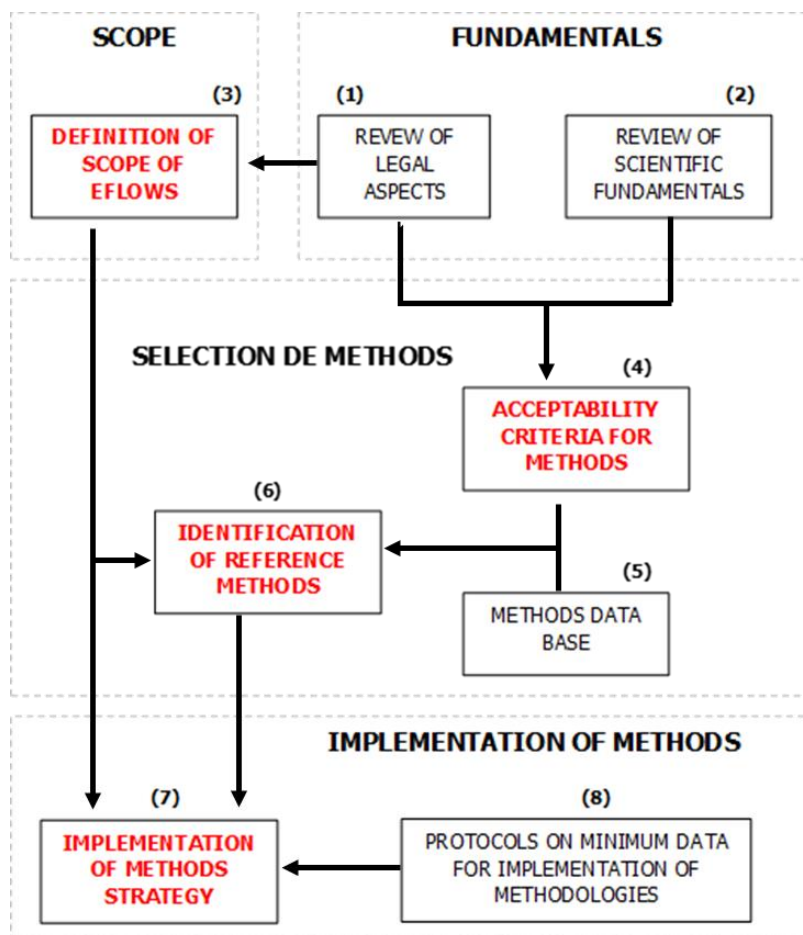 SCOPE
FUNDAMENTALS
(3)
(1)
(2)
DEFINITION OF
SCOPE OF
EFLOWS
REVEW OF
LEGAL
ASPECTS
REVIEW OF
SCIENTIFIC
FUNDAMENTALS
SELECTION DE METHODS
(4)
ACCEPTABILITY
CRITERIA FOR
METHODS
(6)
IDENTIFICATION
OF REFERENCE
METHODS
(5)
METHODS DATA
BASE
IMPLEMENTATION OF METHODS
(7)
(8)
IMPLEMENTATION
OF METHODS
STRATEGY
PROTOCOLS ON MINIMUM DATA
FOR IMPLEMENTATION OF
METHODOLOGIES